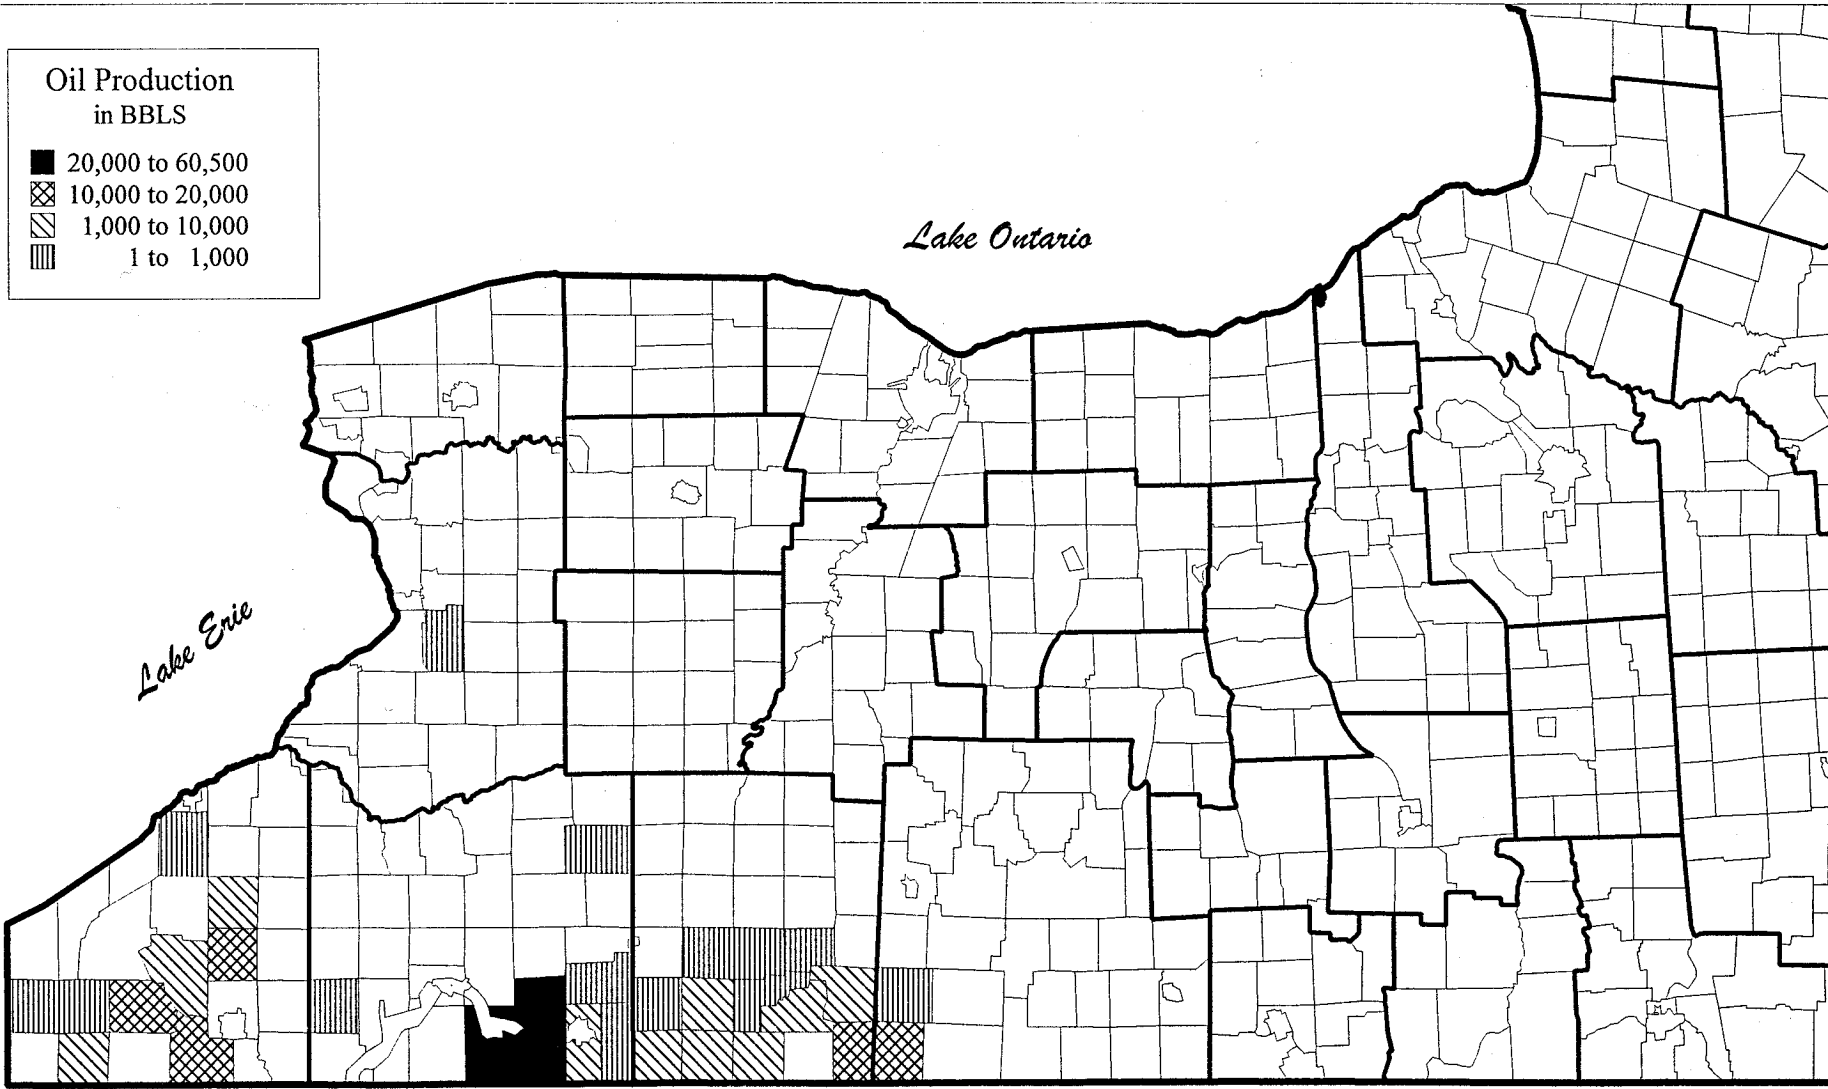 Oil Production
in BBLS
20,000 to 60,500
10,000 to 20,000
1,000 to 10,000
1 to 1,000
Lake Ontario
Lake Erie